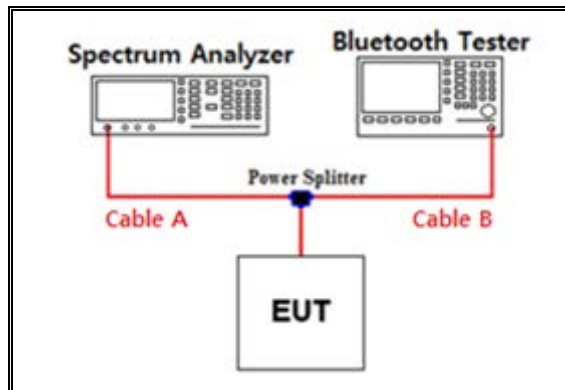 Spectrum Analyzer
Bluetooth Tester
Power Splitter
Cable A
Cable B
EUT